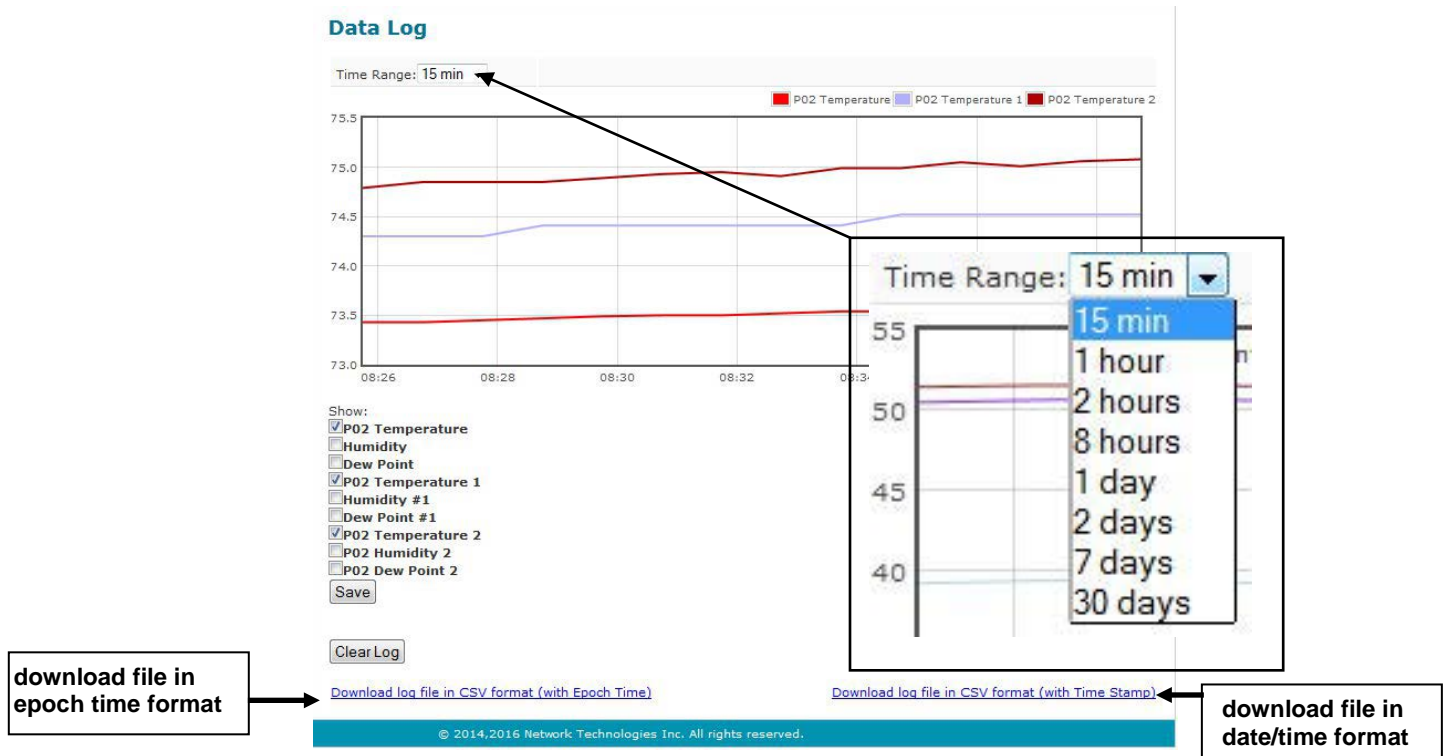 Data Log
Time Range: 15 min
P02 Temperature P02 Temperature 1 P02 Temperature 2
75.5
75.0
74.5
74.0
73.5
73.0
08:26 08:28 08:30 08:32
Time Range: 15 min
15 min
1 hour
2 hours
8 hours
1 day
2 days
7 days
30 days
55
50
45
40
Show:
P02 Temperature
Humidity
Dew Point
P02 Temperature 1
Humidity #1
Dew Point #1
P02 Temperature 2
P02 Humidity 2
P02 Dew Point 2
Save
Clear Log
download file in
epoch time format
Download log file in CSV format (with Epoch Time)
Download log file in CSV format (with Time Stamp)
download file in
date/time format
© 2014,2016 Network Technologies Inc. All rights reserved.